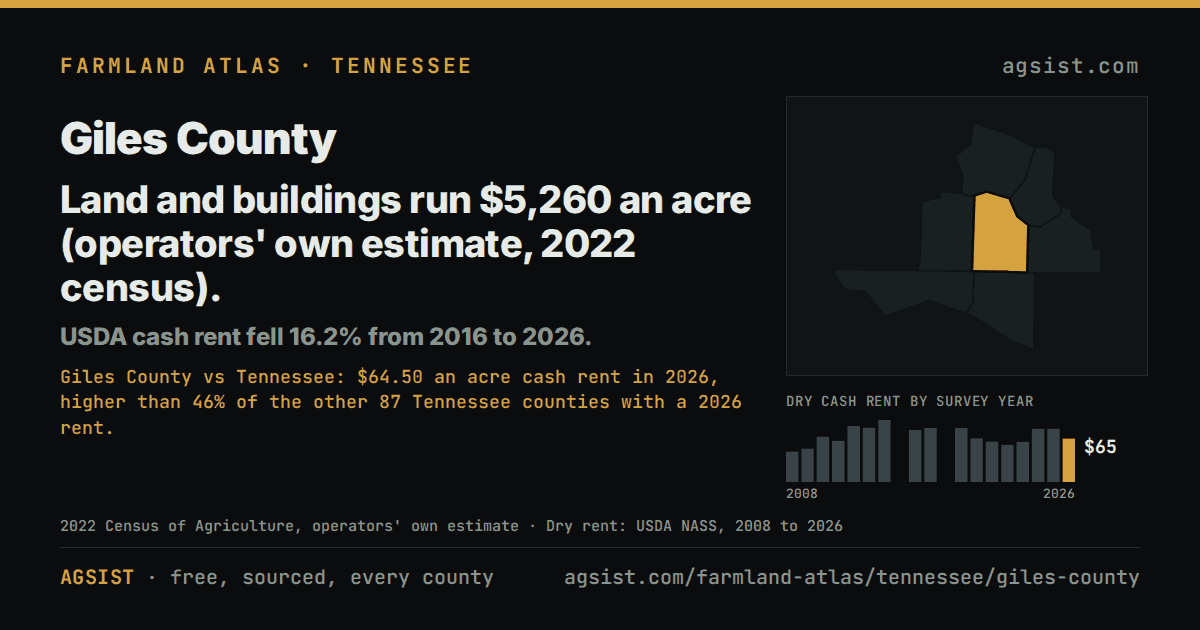 FARMLAND ATLAS · TENNESSEE
agsist.com
Giles County
Land and buildings run $5,260 an acre
(operators' own estimate, 2022
census).
USDA cash rent fell 16.2% from 2016 to 2026.
Giles County vs Tennessee: $64.50 an acre cash rent in 2026,
higher than 46% of the other 87 Tennessee counties with a 2026
rent.
DRY CASH RENT BY SURVEY YEAR
$65
2008
2026
2022 Census of Agriculture, operators' own estimate · Dry rent: USDA NASS, 2008 to 2026
AGSIST · free, sourced, every county
agsist.com/farmland-atlas/tennessee/giles-county